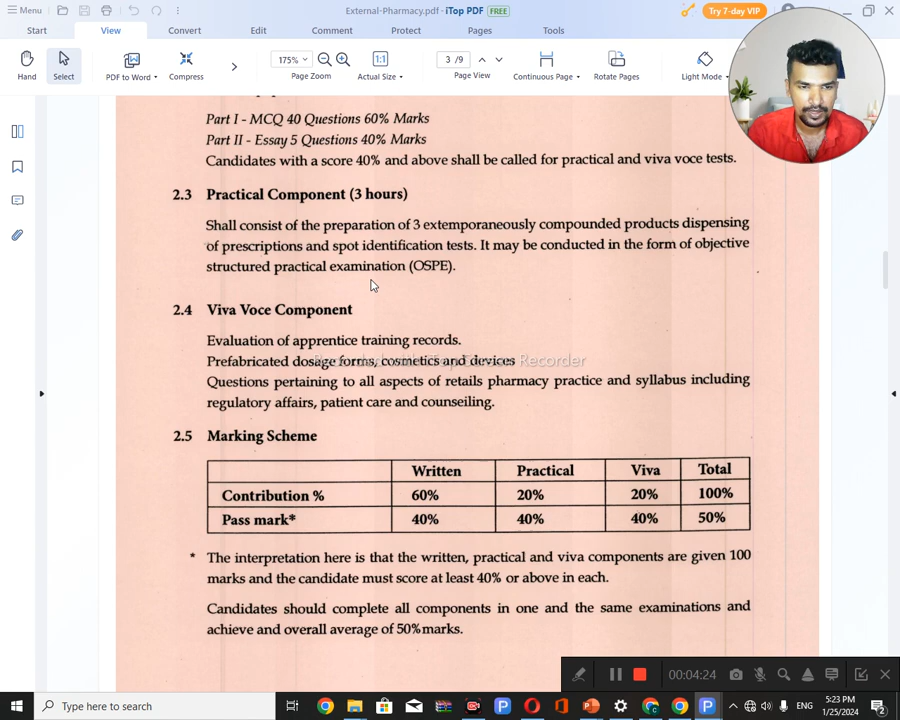 Menu
External-Pharmacy.pdf - iTop PDF FREE
Try 7-day VIP
Start View Convert Edit Comment Protect Pages Tools
175% 1:1 3 /9
Hand Select PDF to Word Compress Page Zoom Actual Size Page View Continuous Page Rotate Pages Light Mode
Part I - MCQ 40 Questions 60% Marks
Part II - Essay 5 Questions 40% Marks
Candidates with a score 40% and above shall be called for practical and viva voce tests.
2.3 Practical Component (3 hours)
Shall consist of the preparation of 3 extemporaneously compounded products dispensing
of prescriptions and spot identification tests. It may be conducted in the form of objective
structured practical examination (OSPE).
2.4 Viva Voce Component
Evaluation of apprentice training records.
Prefabricated dosage forms, cosmetics and devices
Questions pertaining to all aspects of retails pharmacy practice and syllabus including
regulatory affairs, patient care and counseiling.
2.5 Marking Scheme
Written Practical Viva Total
Contribution % 60% 20% 20% 100%
Pass mark* 40% 40% 40% 50%
* The interpretation here is that the written, practical and viva components are given 100
marks and the candidate must score at least 40% or above in each.
Candidates should complete all components in one and the same examinations and
achieve and overall average of 50%marks.
00:04:24
Type here to search
ENG
5:23 PM
1/25/2024
2